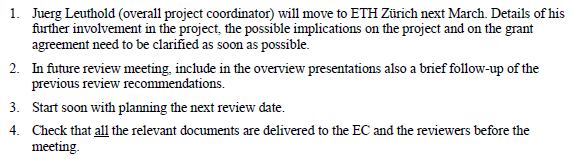 1. Juerg Leuthold (overall project coordinator) will move to ETH Zürich next March. Details of his
further involvement in the project, the possible implications on the project and on the grant
agreement need to be clarified as soon as possible.
2. In future review meeting, include in the overview presentations also a brief follow-up of the
previous review recommendations.
3. Start soon with planning the next review date.
4. Check that all the relevant documents are delivered to the EC and the reviewers before the
meeting.